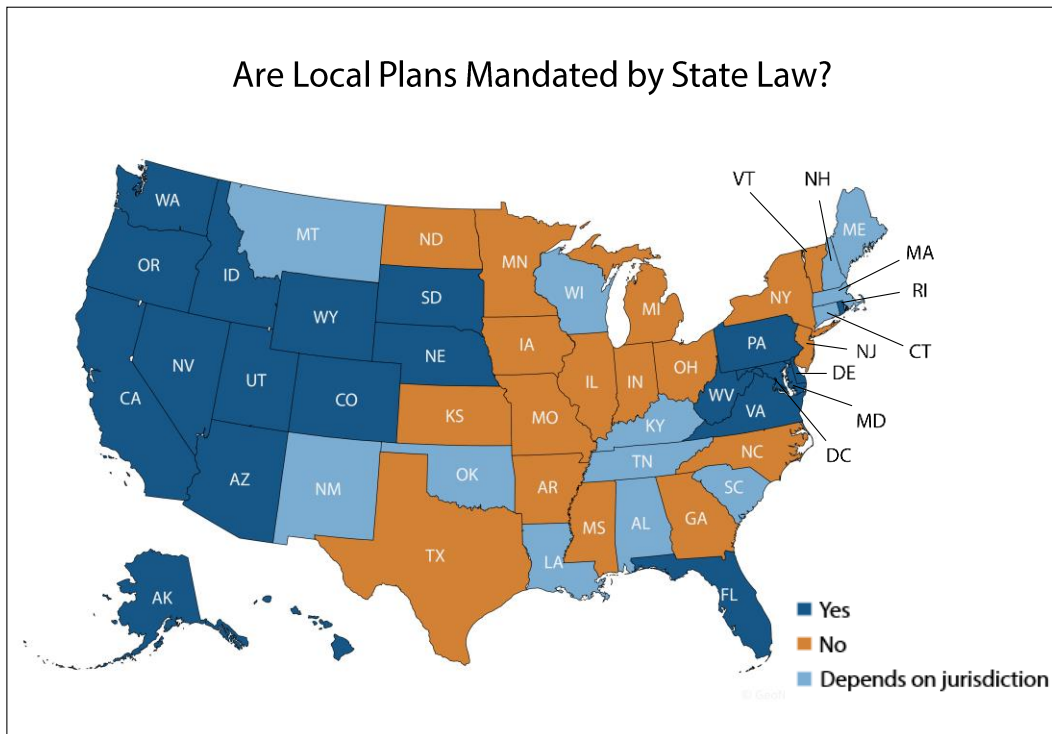 Are Local Plans Mandated by State Law?
VT
NH
WA
ME
MT
ND
MN
MA
OR
ID
RI
SD
WI
NY
WY
MI
PA
NJ
CT
IA
NE
DE
NV
OH
IL
IN
UT
CA
CO
WV
MD
VA
KS
MO
KY
DC
NC
TN
AZ
OK
NM
AR
SC
MS
AL
GA
TX
LA
AK
FL
Yes
No
Depends on jurisdiction